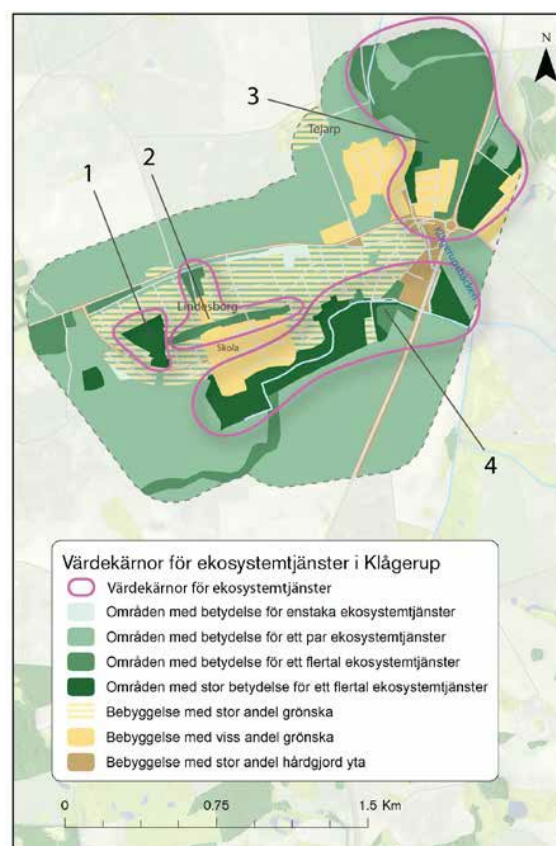 N
3
Tejarp
1
2
Klågerupsbäcken
Lindesborg
Skola
4
Värdekärnor för ekosystemtjänster i Klågerup
Värdekärnor för ekosystemtjänster
Områden med betydelse för enstaka ekosystemtjänster
Områden med betydelse för ett par ekosystemtjänster
Områden med betydelse för ett flertal ekosystemtjänster
Områden med stor betydelse för ett flertal ekosystemtjänster
Bebyggelse med stor andel grönska
Bebyggelse med viss andel grönska
Bebyggelse med stor andel hårdgjord yta
0 0.75 1.5 Km